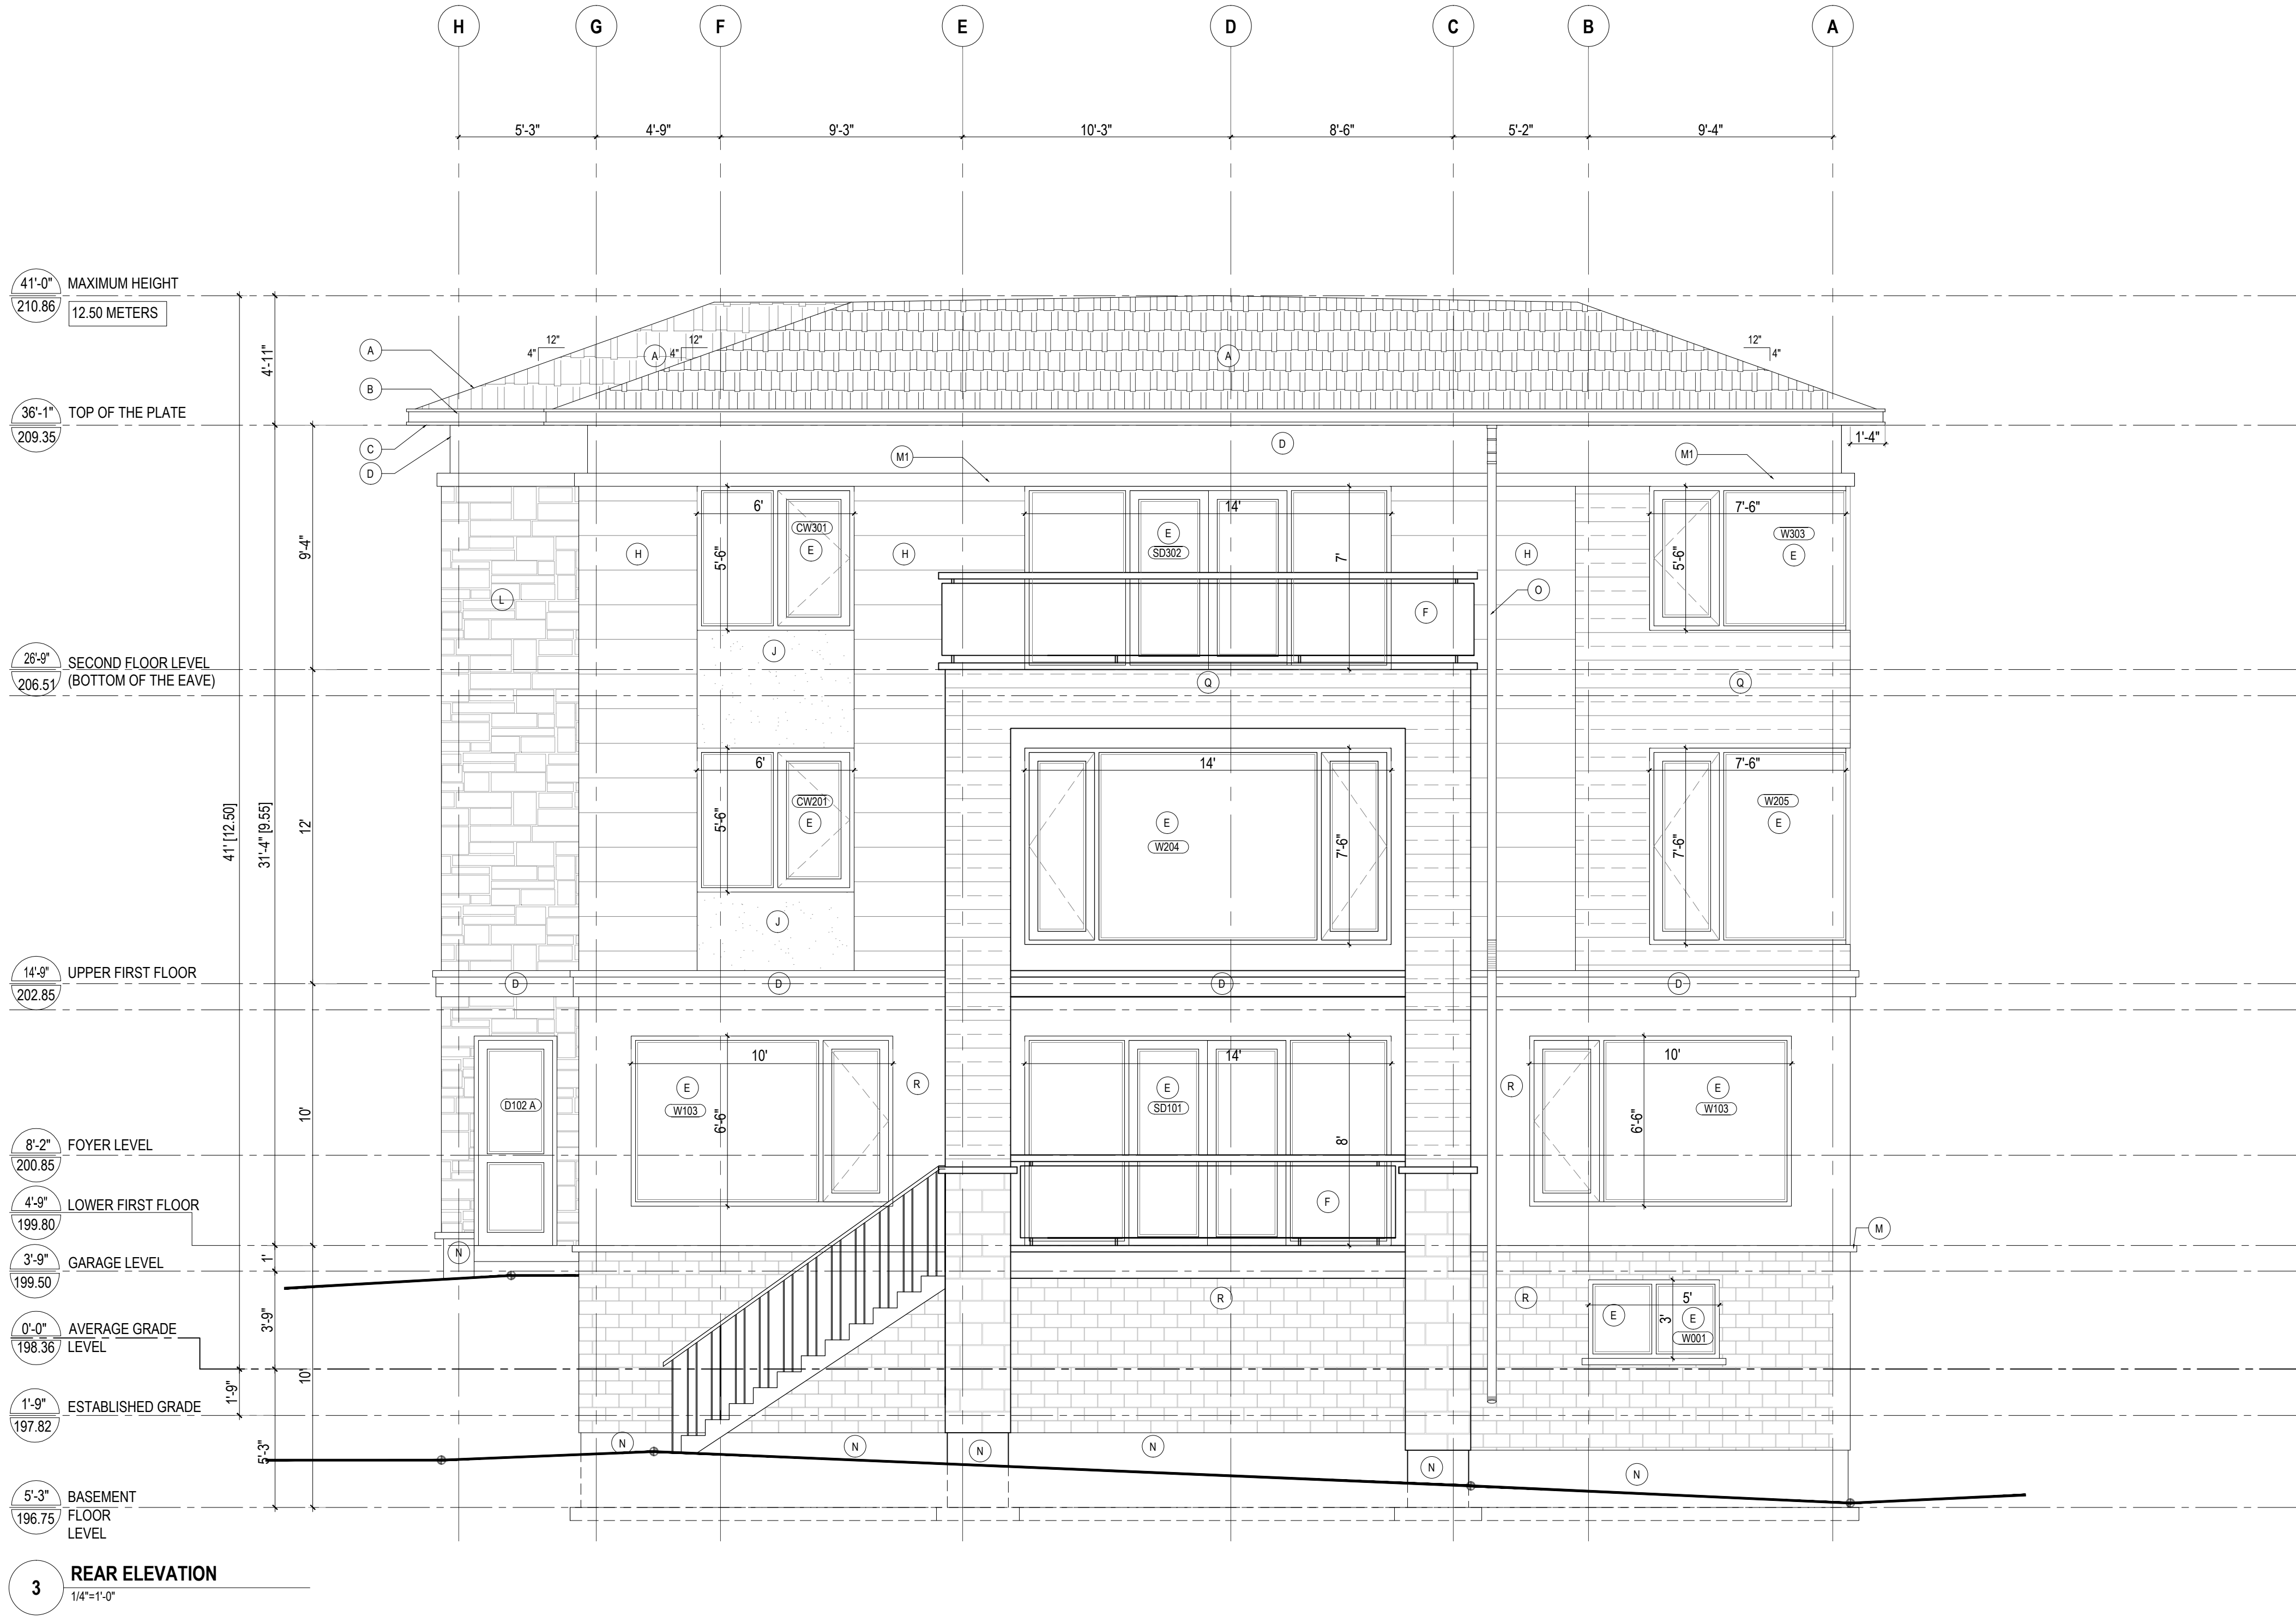 H G F E D C B A
5'-3" 4'-9" 9'-3" 10'-3" 8'-6" 5'-2" 9'-4"
41'-0" MAXIMUM HEIGHT
210.86 12.50 METERS
12" 12" 12"
4" A 4" A 4"
A
4'-11"
B
36'-1" TOP OF THE PLATE
209.35
C D 1'-4"
D M1 M1
6' 14' 7'-6"
CW301 E W303
9'-4" H 5'-6" E H SD302 7' H 5'-6" E
L F O
J
26'-9" SECOND FLOOR LEVEL
206.51 (BOTTOM OF THE EAVE)
Q Q
6' 14' 7'-6"
CW201 W205
41' [12.50] 31'-4" [9.55] 12' 5'-6" E E E
W204 7'-6" 7'-6"
J
14'-9" UPPER FIRST FLOOR
202.85 D D D D
10' 14' 10'
R E E R E
D102 A W103 SD101 W103
10' 6'-6" 8' 6'-6"
8'-2" FOYER LEVEL
200.85
4'-9" LOWER FIRST FLOOR F
199.80
M
N
3'-9" GARAGE LEVEL 1'
199.50
R R 5'
E E
3'-9" 3'
0'-0" AVERAGE GRADE W001
198.36 LEVEL
10'
1'-9"
1'-9" ESTABLISHED GRADE
197.82
N N N N
5'-3" N N
5'-3" BASEMENT
196.75 FLOOR
LEVEL
3 REAR ELEVATION
1/4"=1'-0"